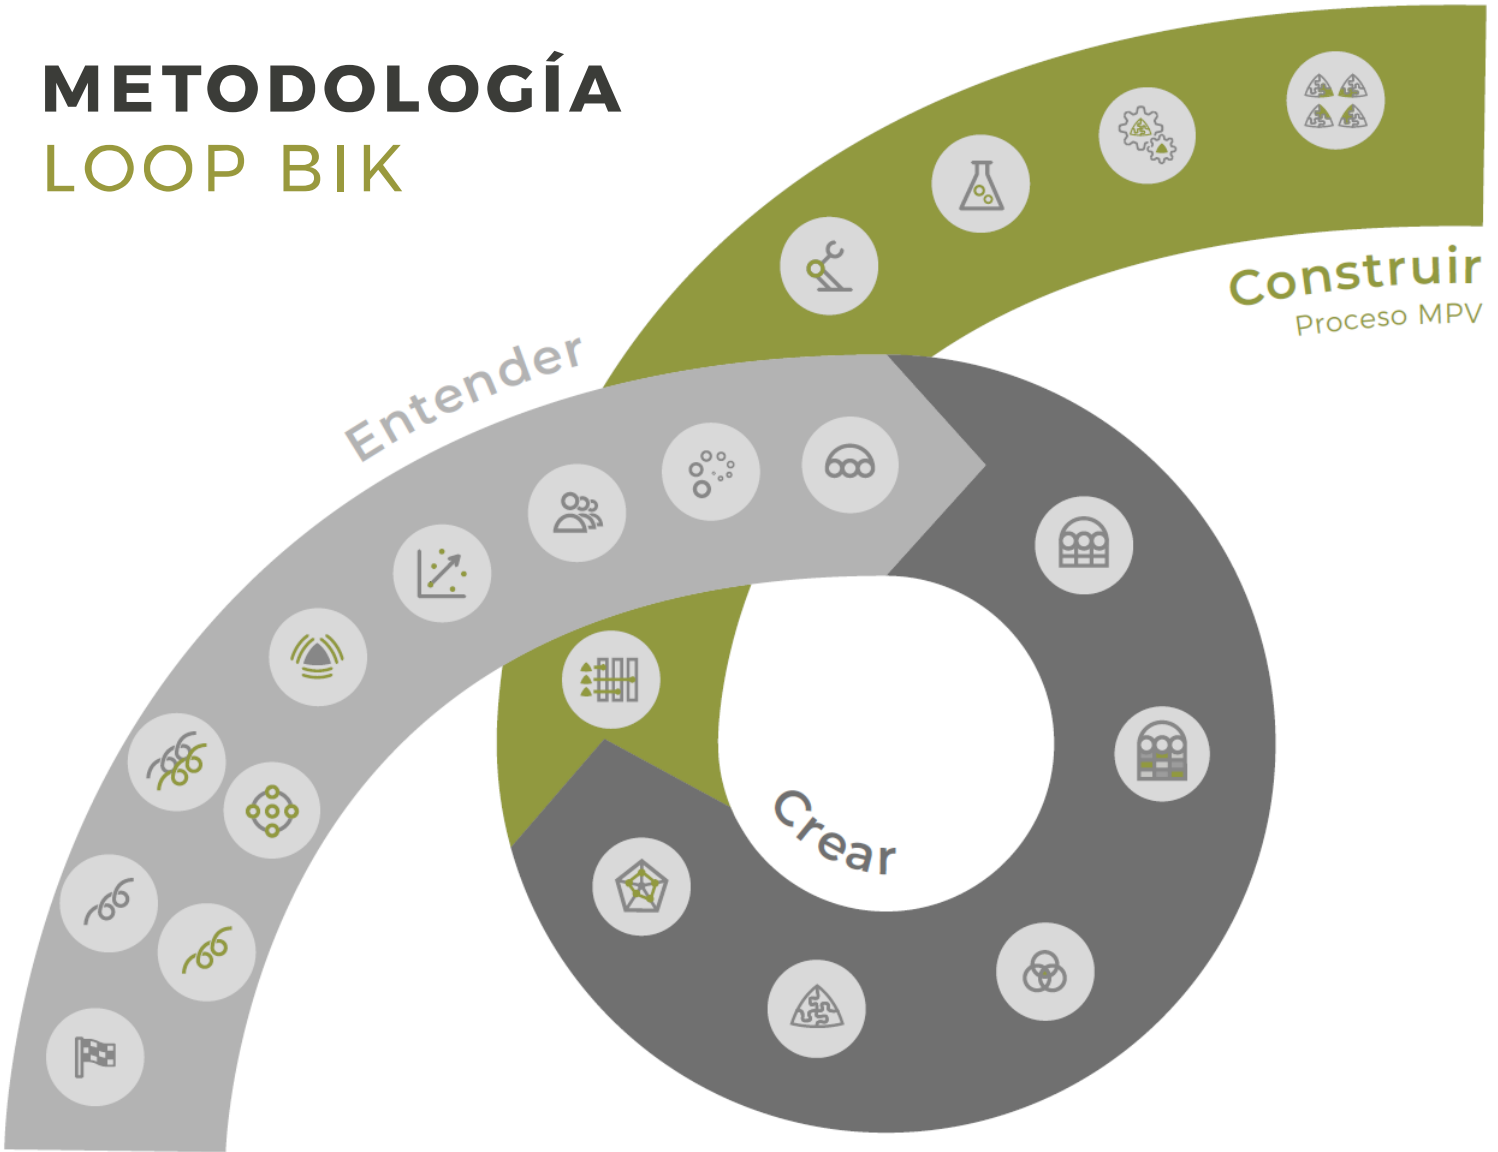 METODOLOGÍA
LOOP BIK
Construir
Proceso MPV
Entender
Crear